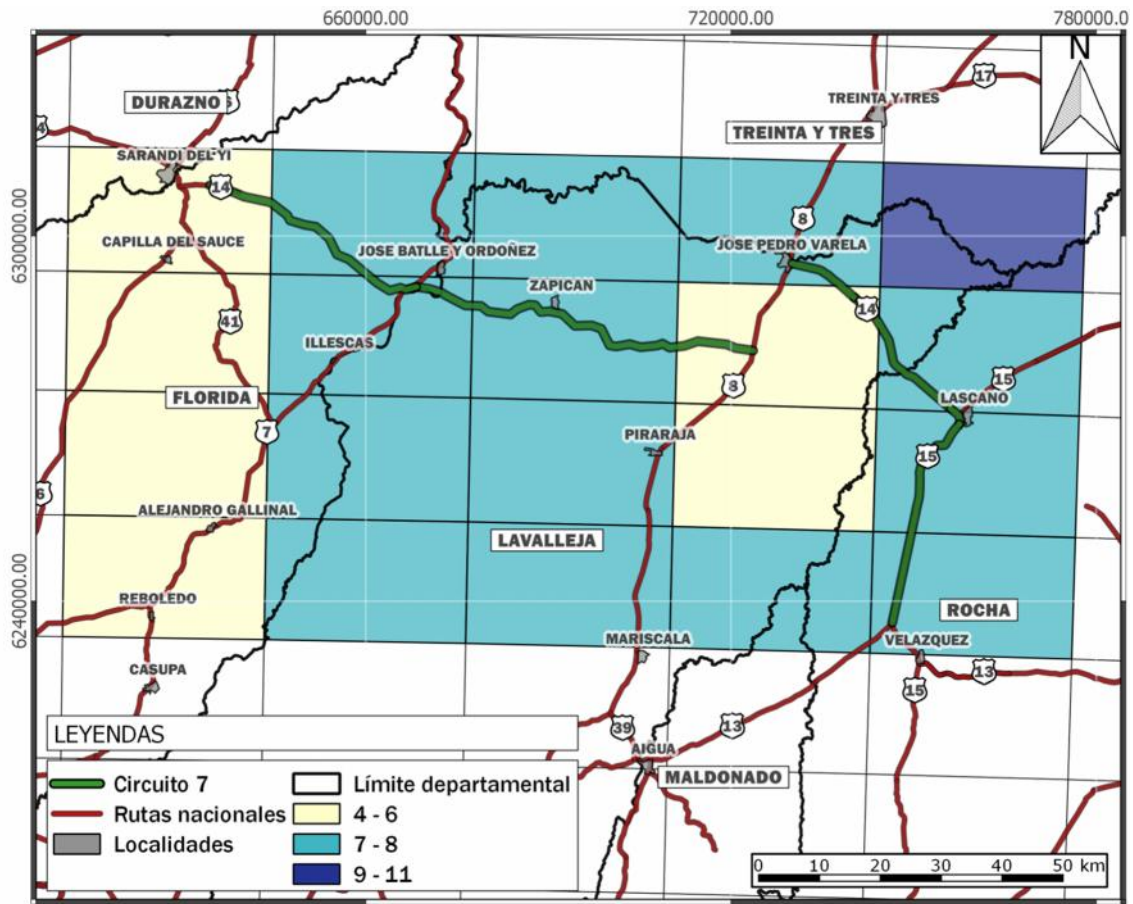 660000.00
720000.00
780000.0
N
17
TREINTA Y TRES
DURAZNO
TREINTA Y TRES
4
SARANDI DEL YI
14
8
6300000.00
CAPILLA DEL SAUCE
JOSE BATLLE Y ORDOÑEZ
JOSE PEDRO VARELA
ZAPICAN
14
41
ILLESCAS
15
8
LASCANO
FLORIDA
7
PIRARAJA
15
6
ALEJANDRO GALLINAL
LAVALLEJA
6240000.00
REBOLEDO
ROCHA
MARISCALA
VELAZQUEZ
CASUPA
13
15
39
13
AIGUA
MALDONADO
LEYENDAS
Circuito 7
Rutas nacionales
Localidades
Límite departamental
4 - 6
7 - 8
9 - 11
0 10 20 30 40 50 km